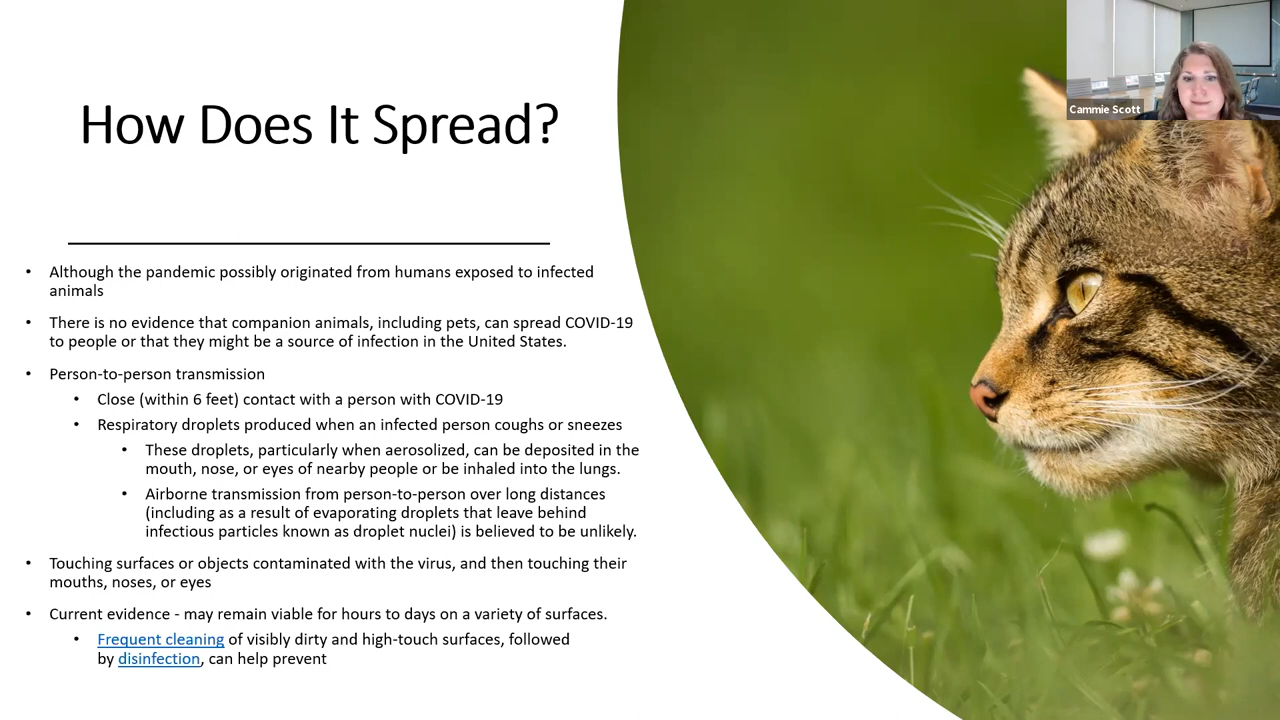 How Does It Spread?
Cammie Scott
• Although the pandemic possibly originated from humans exposed to infected
animals
• There is no evidence that companion animals, including pets, can spread COVID-19
to people or that they might be a source of infection in the United States.
• Person-to-person transmission
• Close (within 6 feet) contact with a person with COVID-19
• Respiratory droplets produced when an infected person coughs or sneezes
• These droplets, particularly when aerosolized, can be deposited in the
mouth, nose, or eyes of nearby people or be inhaled into the lungs.
• Airborne transmission from person-to-person over long distances
(including as a result of evaporating droplets that leave behind
infectious particles known as droplet nuclei) is believed to be unlikely.
• Touching surfaces or objects contaminated with the virus, and then touching their
mouths, noses, or eyes
• Current evidence - may remain viable for hours to days on a variety of surfaces.
• Frequent cleaning of visibly dirty and high-touch surfaces, followed
by disinfection, can help prevent